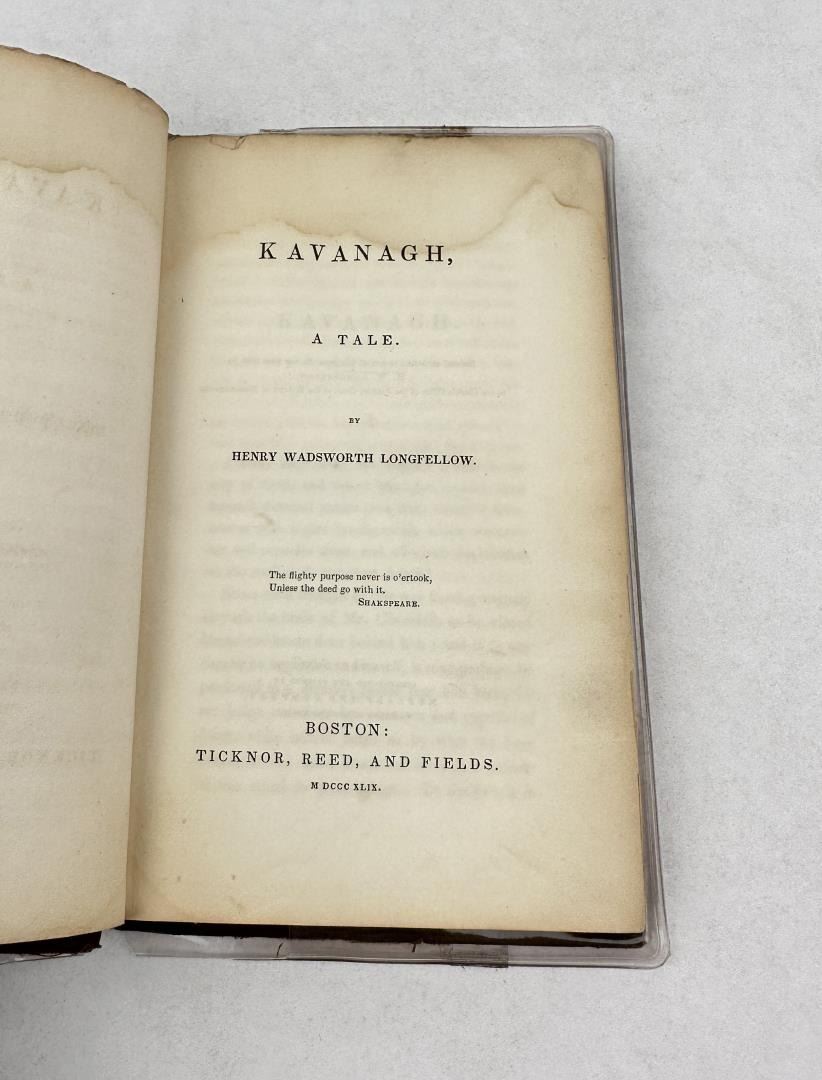 KAVANAGH,
A TALE.
BY
HENRY WADSWORTH LONGFELLOW.
The flighty purpose never is o'ertook,
Unless the deed go with it.
SHAKSPEARE.
BOSTON:
TICKNOR, REED, AND FIELDS.
M DCCC XLIX.